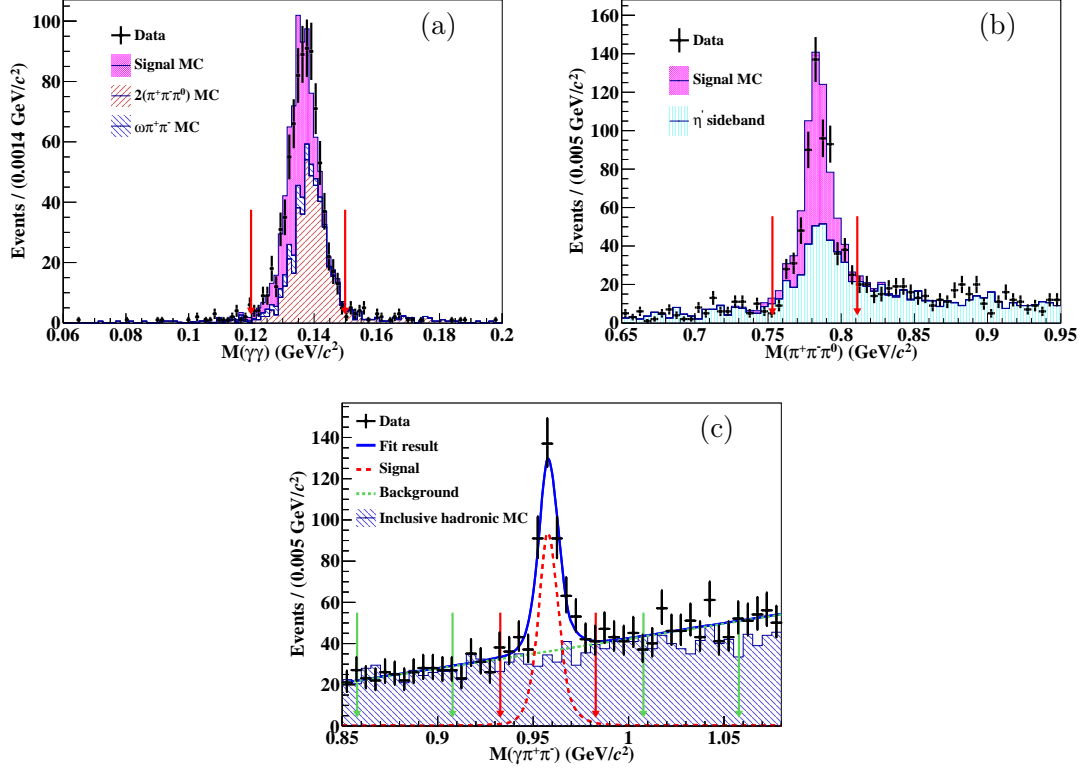 (a)
Events / (0.0014 GeV/c²)
100
80
60
40
20
0
Data
Signal MC
2(π⁺π⁻π⁰) MC
ωπ⁺π⁻ MC
0.06 0.08 0.1 0.12 0.14 0.16 0.18 0.2
M(γγ) (GeV/c²)
(b)
Events / (0.005 GeV/c²)
160
140
120
100
80
60
40
20
0
Data
Signal MC
η' sideband
0.65 0.7 0.75 0.8 0.85 0.9 0.95
M(π⁺π⁻π⁰) (GeV/c²)
(c)
Events / (0.005 GeV/c²)
140
120
100
80
60
40
20
0
Data
Fit result
Signal
Background
Inclusive hadronic MC
0.85 0.9 0.95 1 1.05
M(γπ⁺π⁻) (GeV/c²)